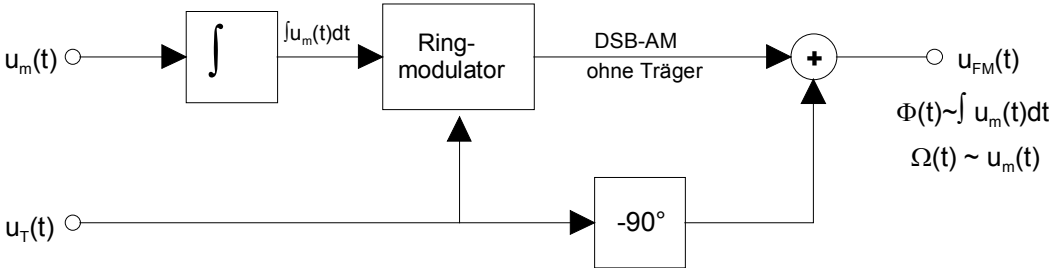 u_m(t)
∫
∫u_m(t)dt
Ring-
modulator
DSB-AM
ohne Träger
+
u_FM(t)
Φ(t)~∫ u_m(t)dt
Ω(t) ~ u_m(t)
u_T(t)
-90°